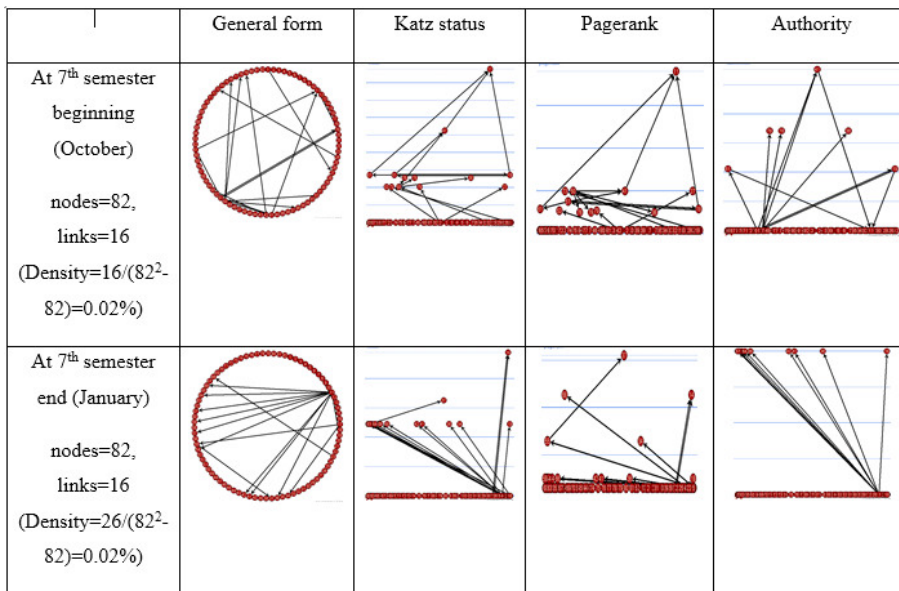 General form
Katz status
Pagerank
Authority
At 7th semester
beginning
(October)
nodes=82,
links=16
(Density=16/(82²-
82)=0.02%)
At 7th semester
end (January)
nodes=82,
links=16
(Density=26/(82²-
82)=0.02%)